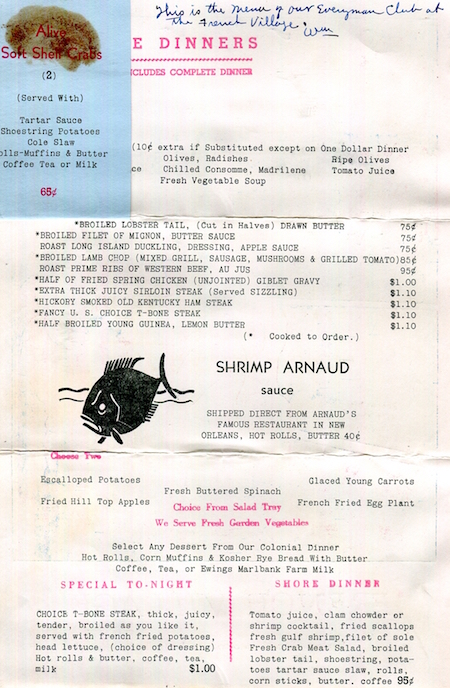 This is the menu of our Everyman Club at
the French Village.
Alive
Soft Shell Crabs
(2)
(Served With)
Tartar Sauce
Shoestring Potatoes
Cole Slaw
olls-Muffins & Butter
Coffee Tea or Milk
65¢
E DINNERS
INCLUDES COMPLETE DINNER
(10¢ extra if Substituted except on One Dollar Dinner
Olives, Radishes. Ripe Olives
ce Chilled Consomme, Madrilene Tomato Juice
Fresh Vegetable Soup
*BROILED LOBSTER TAIL, (Cut in Halves) DRAWN BUTTER 75¢
*BROILED FILET OF MIGNON, BUTTER SAUCE 75¢
ROAST LONG ISLAND DUCKLING, DRESSING, APPLE SAUCE 75¢
*BROILED LAMB CHOP (MIXED GRILL, SAUSAGE, MUSHROOMS & GRILLED TOMATO)85¢
ROAST PRIME RIBS OF WESTERN BEEF, AU JUS 95¢
*HALF OF FRIED SPRING CHICKEN (UNJOINTED) GIBLET GRAVY $1.00
*EXTRA THICK JUICY SIRLOIN STEAK (Served SIZZLING) $1.10
*HICKORY SMOKED OLD KENTUCKY HAM STEAK $1.10
*FANCY U. S. CHOICE T-BONE STEAK $1.10
*HALF BROILED YOUNG GUINEA, LEMON BUTTER $1.10
(* Cooked to Order.)
SHRIMP ARNAUD
sauce
SHIPPED DIRECT FROM ARNAUD'S
FAMOUS RESTAURANT IN NEW
ORLEANS, HOT ROLLS, BUTTER 40¢
Choose Two
Escalloped Potatoes Glazed Young Carrots
Fresh Buttered Spinach
Fried Hill Top Apples French Fried Egg Plant
Choice From Salad Tray
We Serve Fresh Garden Vegetables
Select Any Dessert From Our Colonial Dinner
Hot Rolls, Corn Muffins & Kosher Rye Bread With Butter
Coffee, Tea, or Ewings Marlbank Farm Milk
SPECIAL TO-NIGHT
CHOICE T-BONE STEAK, thick, juicy,
tender, broiled as you like it,
served with french fried potatoes,
head lettuce, (choice of dressing)
Hot rolls & butter, coffee, tea,
milk $1.00
SHORE DINNER
Tomato juice, clam chowder or
shrimp cocktail, fried scallops
fresh gulf shrimp,filet of sole
Fresh Crab Meat Salad, broiled
lobster tail, shoestring, pota-
toes tartar sauce slaw, rolls,
corn sticks, butter, coffee 95¢